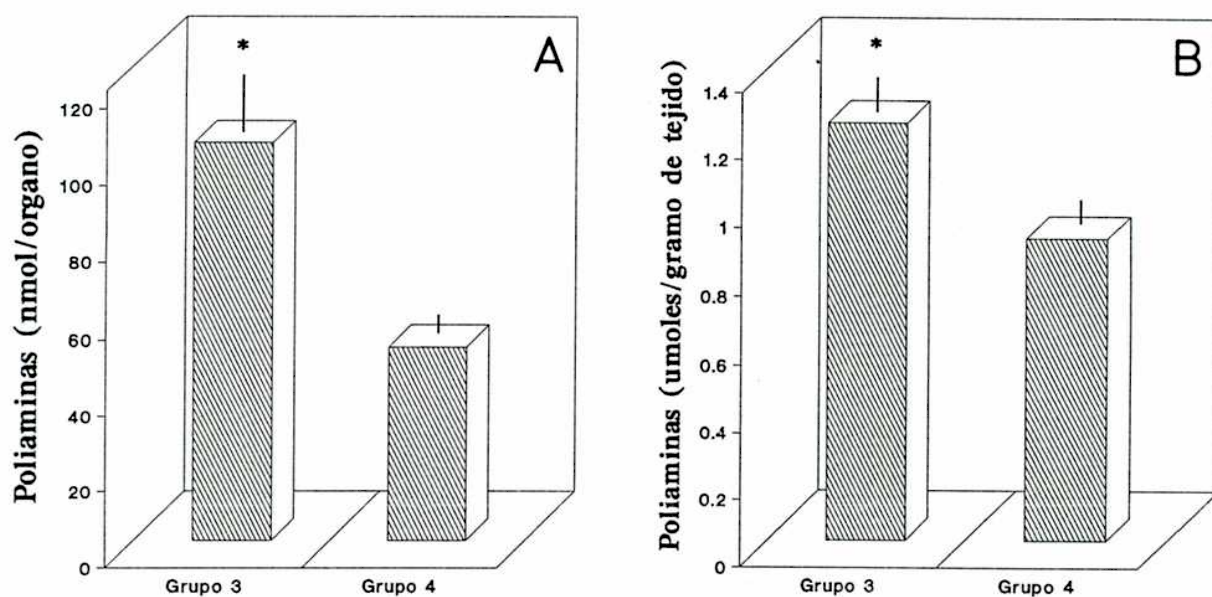 A
*
Poliaminas (nmol/organo)
120
100
80
60
40
20
0
Grupo 3 Grupo 4
B
*
Poliaminas (umoles/gramo de tejido)
1.4
1.2
1
0.8
0.6
0.4
0.2
0
Grupo 3 Grupo 4